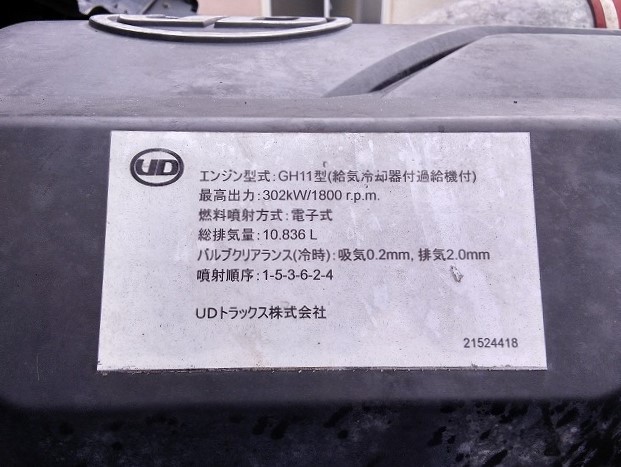 UD
エンジン型式:GH11型(給気冷却器付過給機付)
最高出力:302kW/1800 r.p.m.
燃料噴射方式:電子式
総排気量:10.836 L
バルブクリアランス(冷時):吸気0.2mm, 排気2.0mm
噴射順序:1-5-3-6-2-4
UDトラックス株式会社
21524418